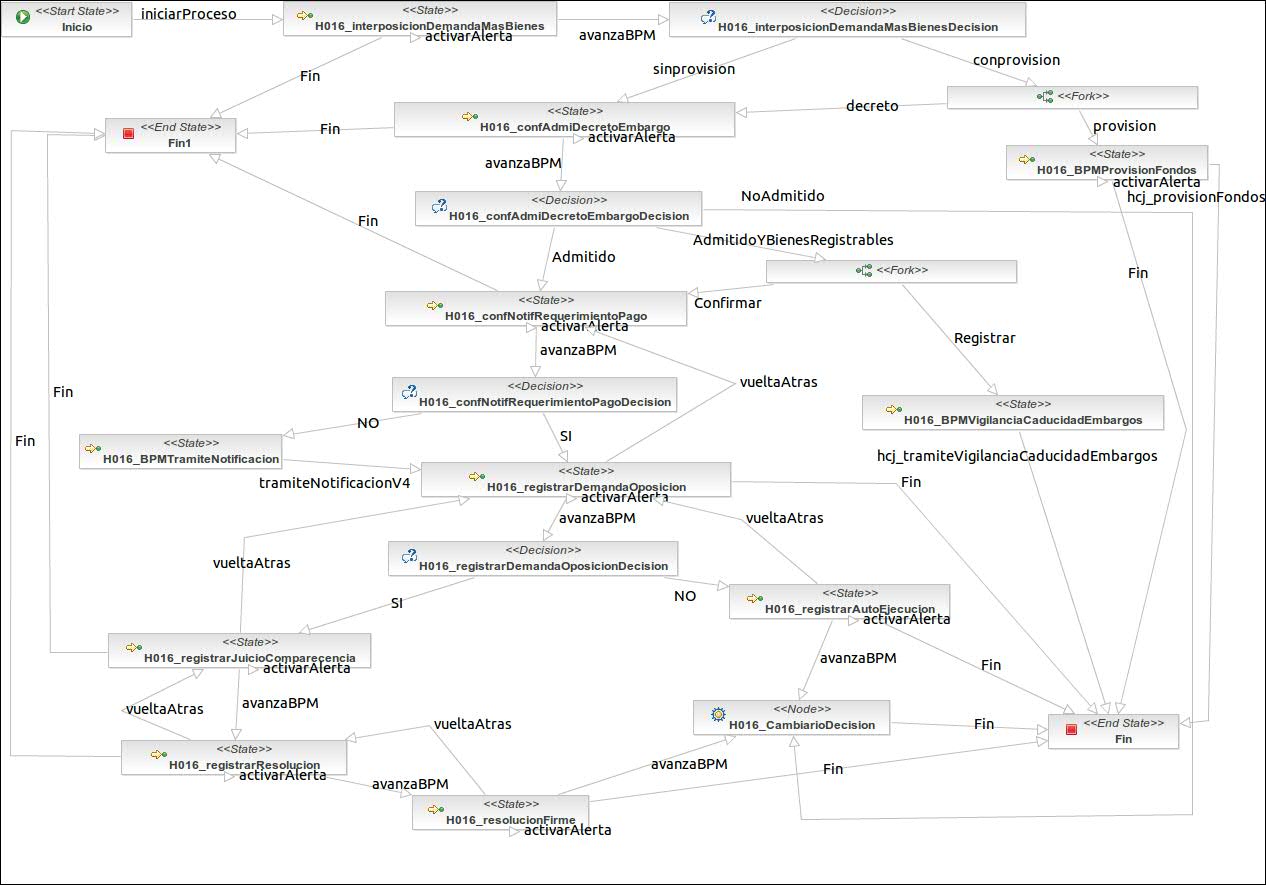 <<Start State>>
Inicio
iniciarProceso
<<State>>
H016_interposicionDemandaMasBienes
activarAlerta
avanzaBPM
<<Decision>>
H016_interposicionDemandaMasBienesDecision
Fin
sinprovision
conprovision
<<Fork>>
decreto
provision
<<State>>
H016_confAdmiDecretoEmbargo
activarAlerta
Fin
<<End State>>
Fin1
avanzaBPM
<<State>>
H016_BPMProvisionFondos
activarAlerta
hcj_provisionFondos
<<Decision>>
H016_confAdmiDecretoEmbargoDecision
NoAdmitido
Fin
Admitido
AdmitidoYBienesRegistrables
<<Fork>>
Fin
Confirmar
<<State>>
H016_confNotifRequerimientoPago
activarAlerta
avanzaBPM
Registrar
vueltaAtras
<<Decision>>
H016_confNotifRequerimientoPagoDecision
Fin
<<State>>
H016_BPMVigilanciaCaducidadEmbargos
NO
SI
Fin
<<State>>
H016_BPMTramiteNotificacion
hcj_tramiteVigilanciaCaducidadEmbargos
tramiteNotificacionV4
<<State>>
H016_registrarDemandaOposicion
activarAlerta
Fin
avanzaBPM
vueltaAtras
<<Decision>>
H016_registrarDemandaOposicionDecision
vueltaAtras
SI
NO
<<State>>
H016_registrarAutoEjecucion
activarAlerta
<<State>>
H016_registrarJuicioComparecencia
activarAlerta
avanzaBPM
Fin
vueltaAtras
avanzaBPM
<<Node>>
H016_CambiarioDecision
Fin
<<End State>>
Fin
vueltaAtras
<<State>>
H016_registrarResolucion
activarAlerta
avanzaBPM
avanzaBPM
Fin
<<State>>
H016_resolucionFirme
activarAlerta